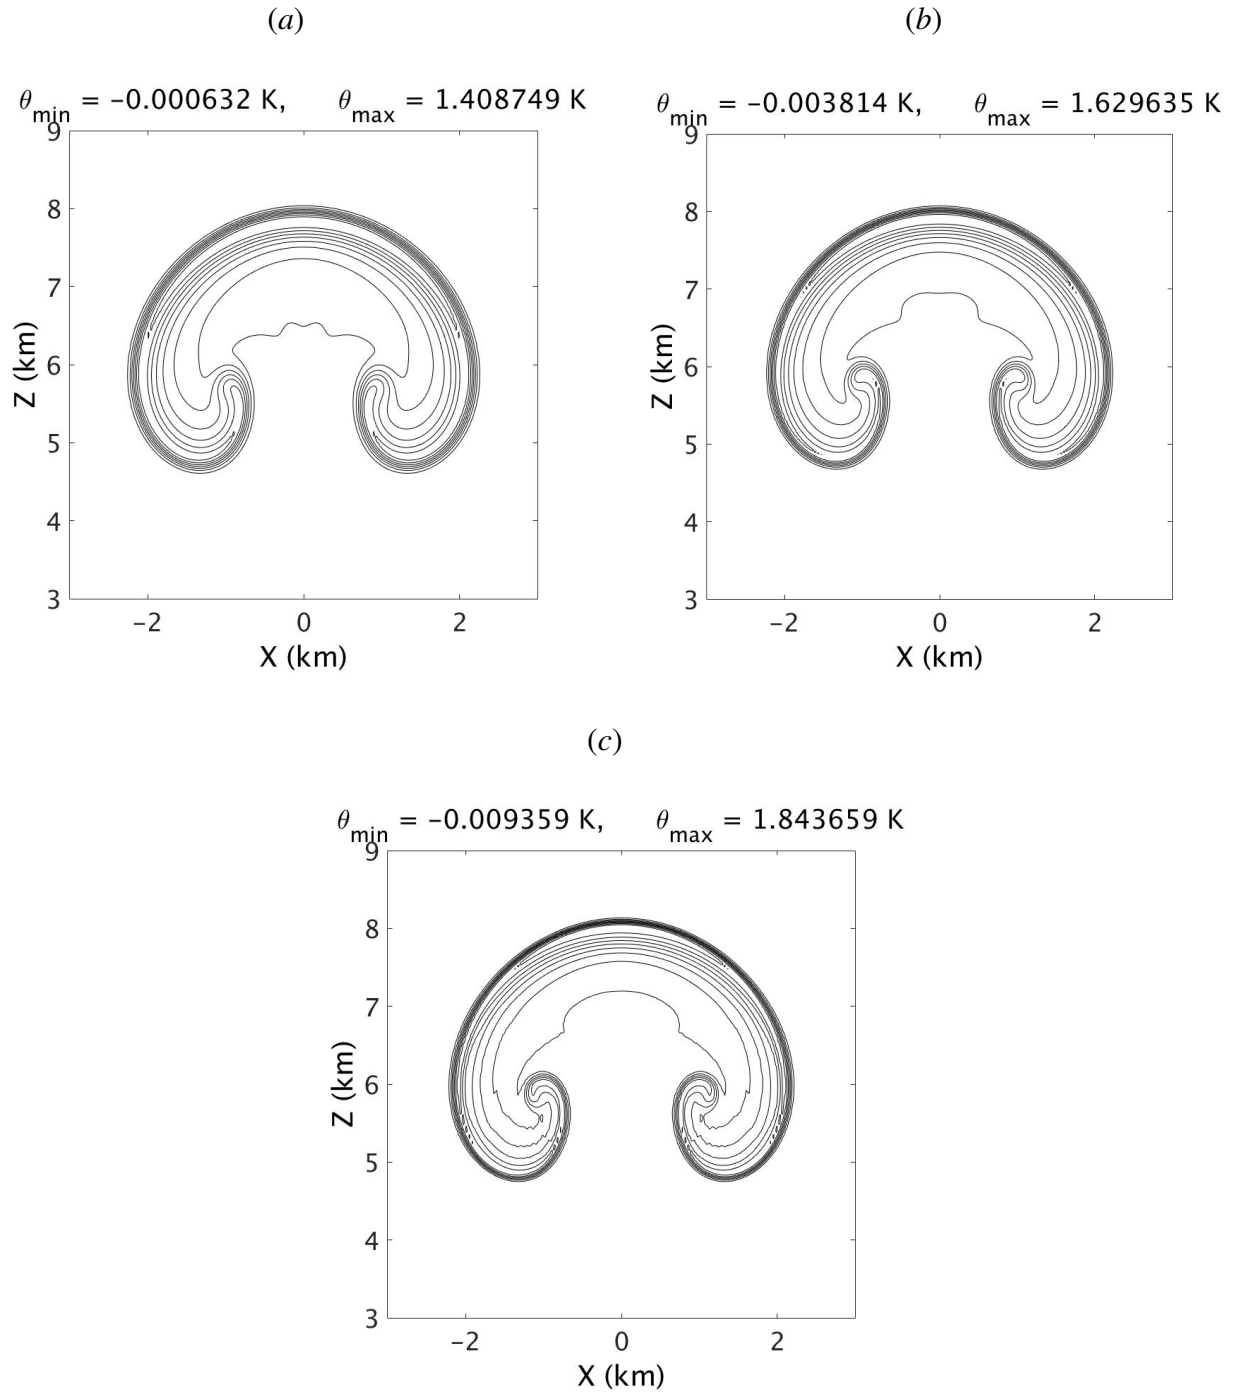 (a)
(b)
θmin = −0.000632 K, θmax = 1.408749 K
θmin = −0.003814 K, θmax = 1.629635 K
9
8
7
6
5
4
3
Z (km)
−2 0 2
X (km)
9
8
7
6
5
4
3
Z (km)
−2 0 2
X (km)
(c)
θmin = −0.009359 K, θmax = 1.843659 K
9
8
7
6
5
4
3
Z (km)
−2 0 2
X (km)